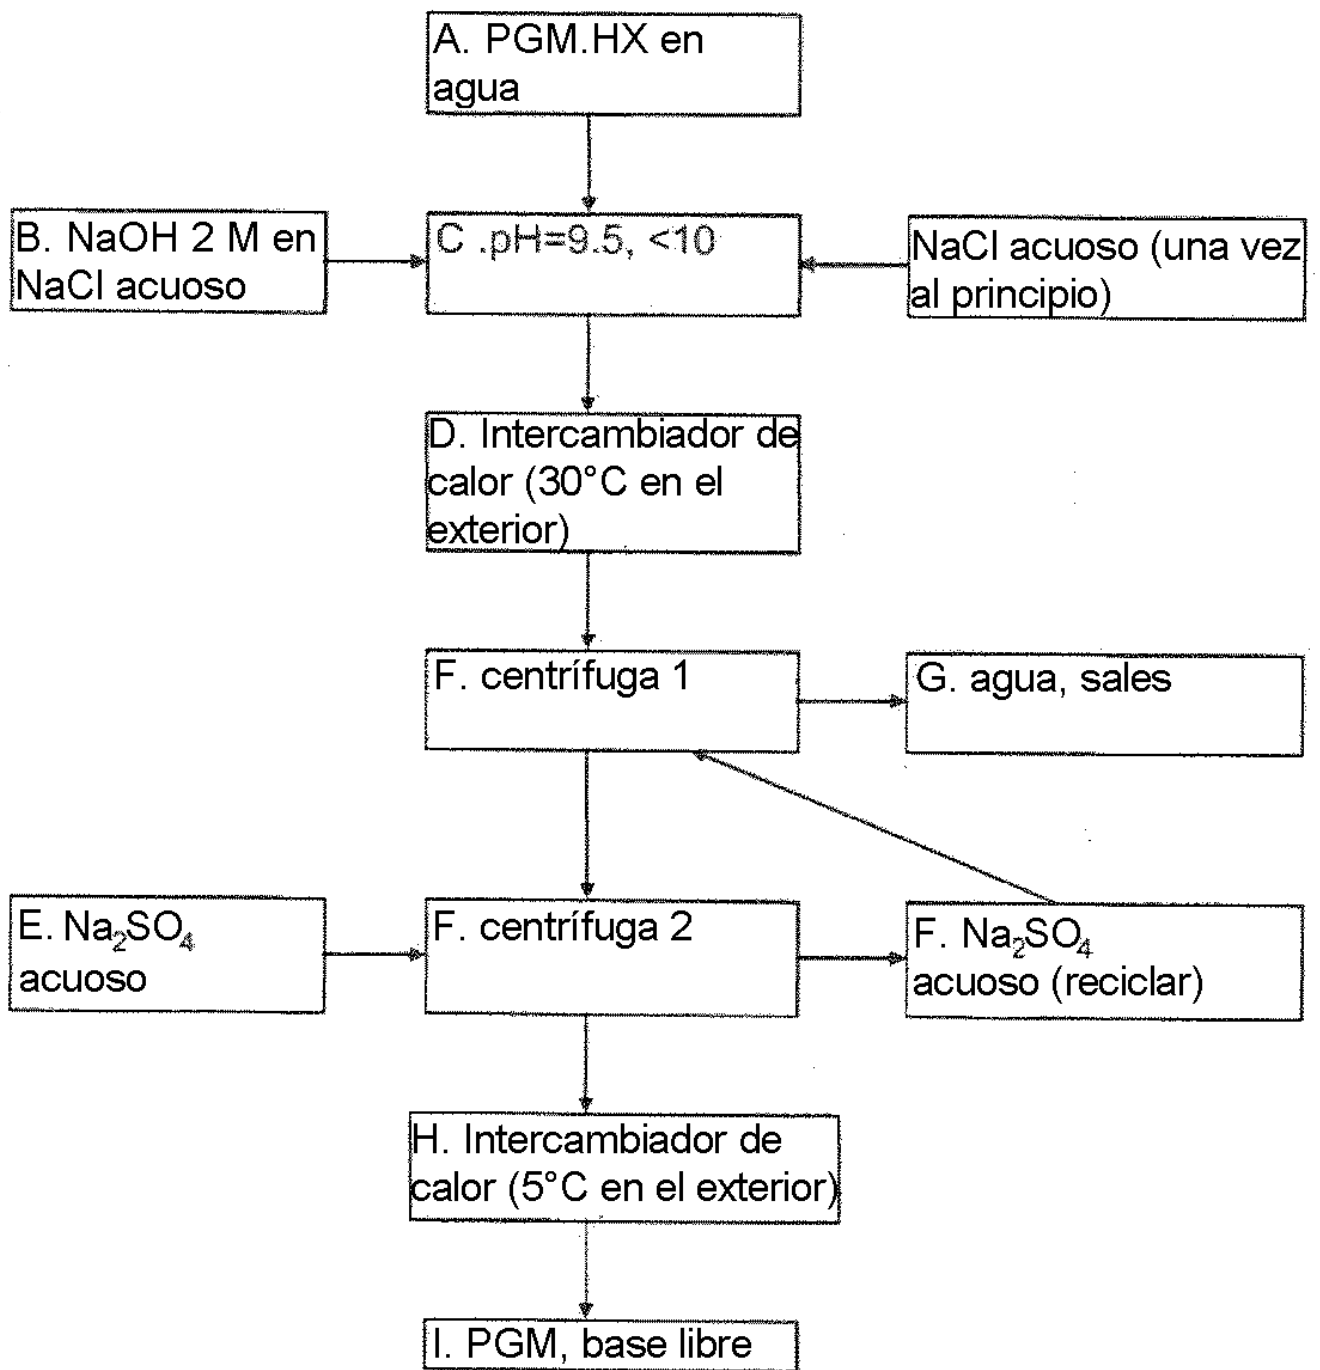 A. PGM.HX en
agua
B. NaOH 2 M en
NaCl acuoso
C .pH=9.5, <10
NaCl acuoso (una vez
al principio)
D. Intercambiador de
calor (30°C en el
exterior)
F. centrífuga 1
G. agua, sales
E. Na₂SO₄
acuoso
F. centrífuga 2
F. Na₂SO₄
acuoso (reciclar)
H. Intercambiador de
calor (5°C en el exterior)
I. PGM, base libre